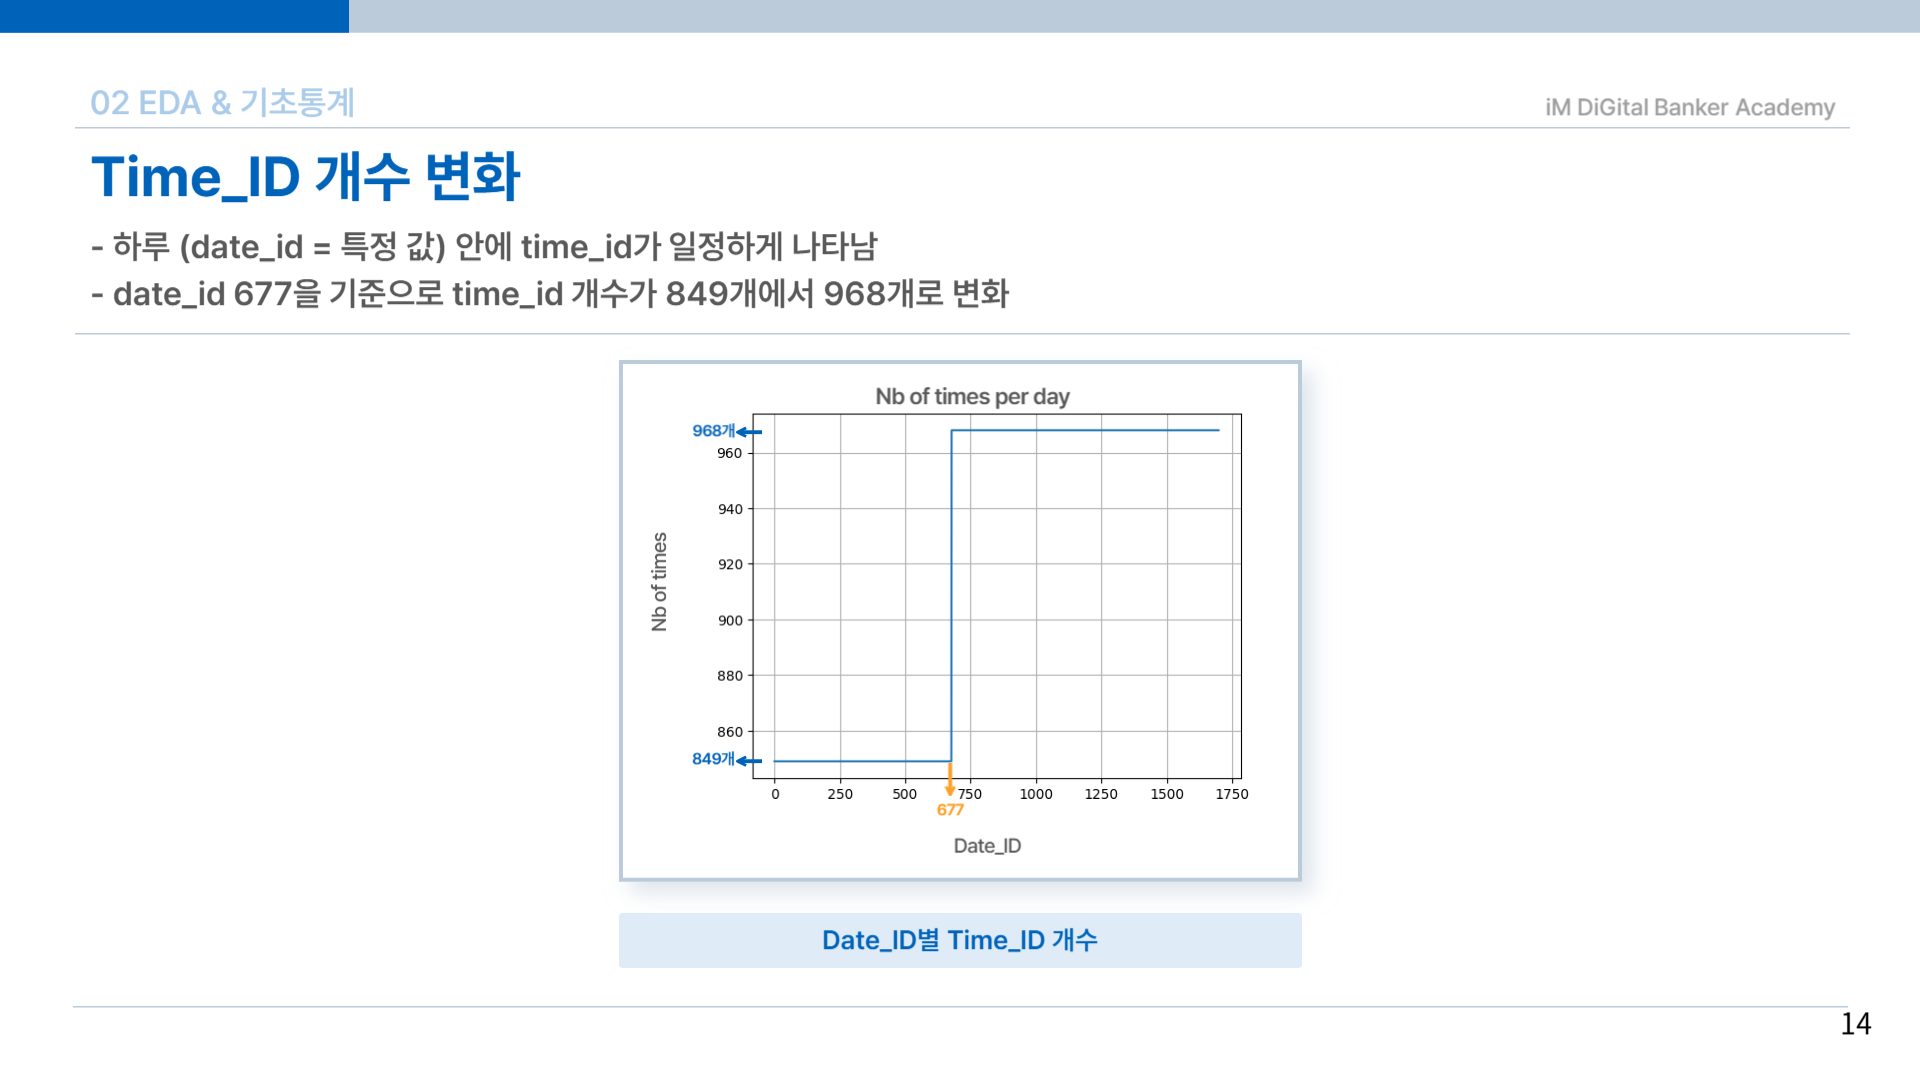 02 EDA & 기초통계
iM DiGital Banker Academy
Time_ID 개수 변화
- 하루 (date_id = 특정 값) 안에 time_id가 일정하게 나타남
- date_id 677을 기준으로 time_id 개수가 849개에서 968개로 변화
Nb of times per day
968개
960
940
920
900
880
860
849개
Nb of times
0 250 500 750 1000 1250 1500 1750
677
Date_ID
Date_ID별 Time_ID 개수
14